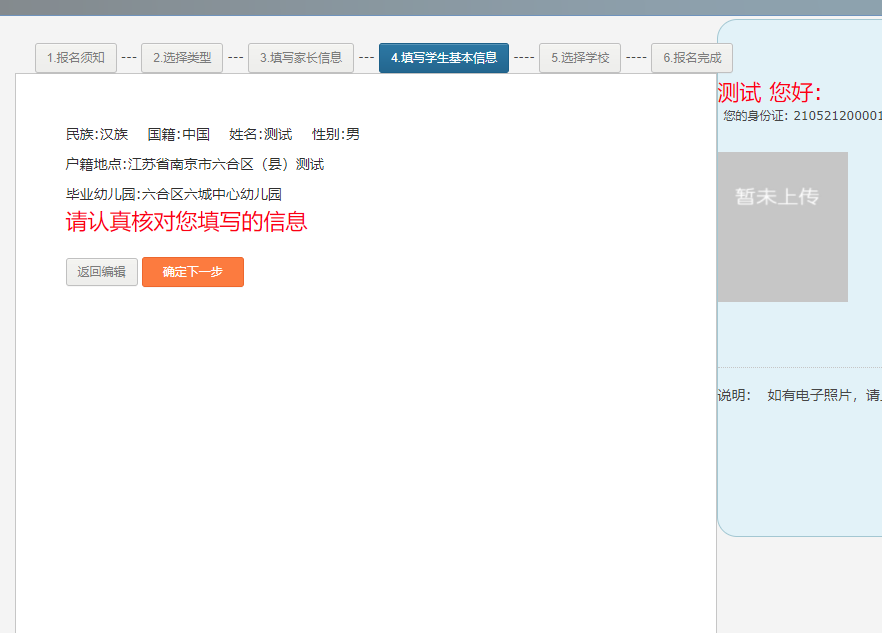 1.报名须知 --- 2.选择类型 --- 3.填写家长信息 --- 4.填写学生基本信息 ---- 5.选择学校 ---- 6.报名完成
民族:汉族 国籍:中国 姓名:测试 性别:男
户籍地点:江苏省南京市六合区（县）测试
毕业幼儿园:六合区六城中心幼儿园
请认真核对您填写的信息
返回编辑 确定下一步
测试 您好：
您的身份证：210521200001
暂未上传
说明： 如有电子照片，请